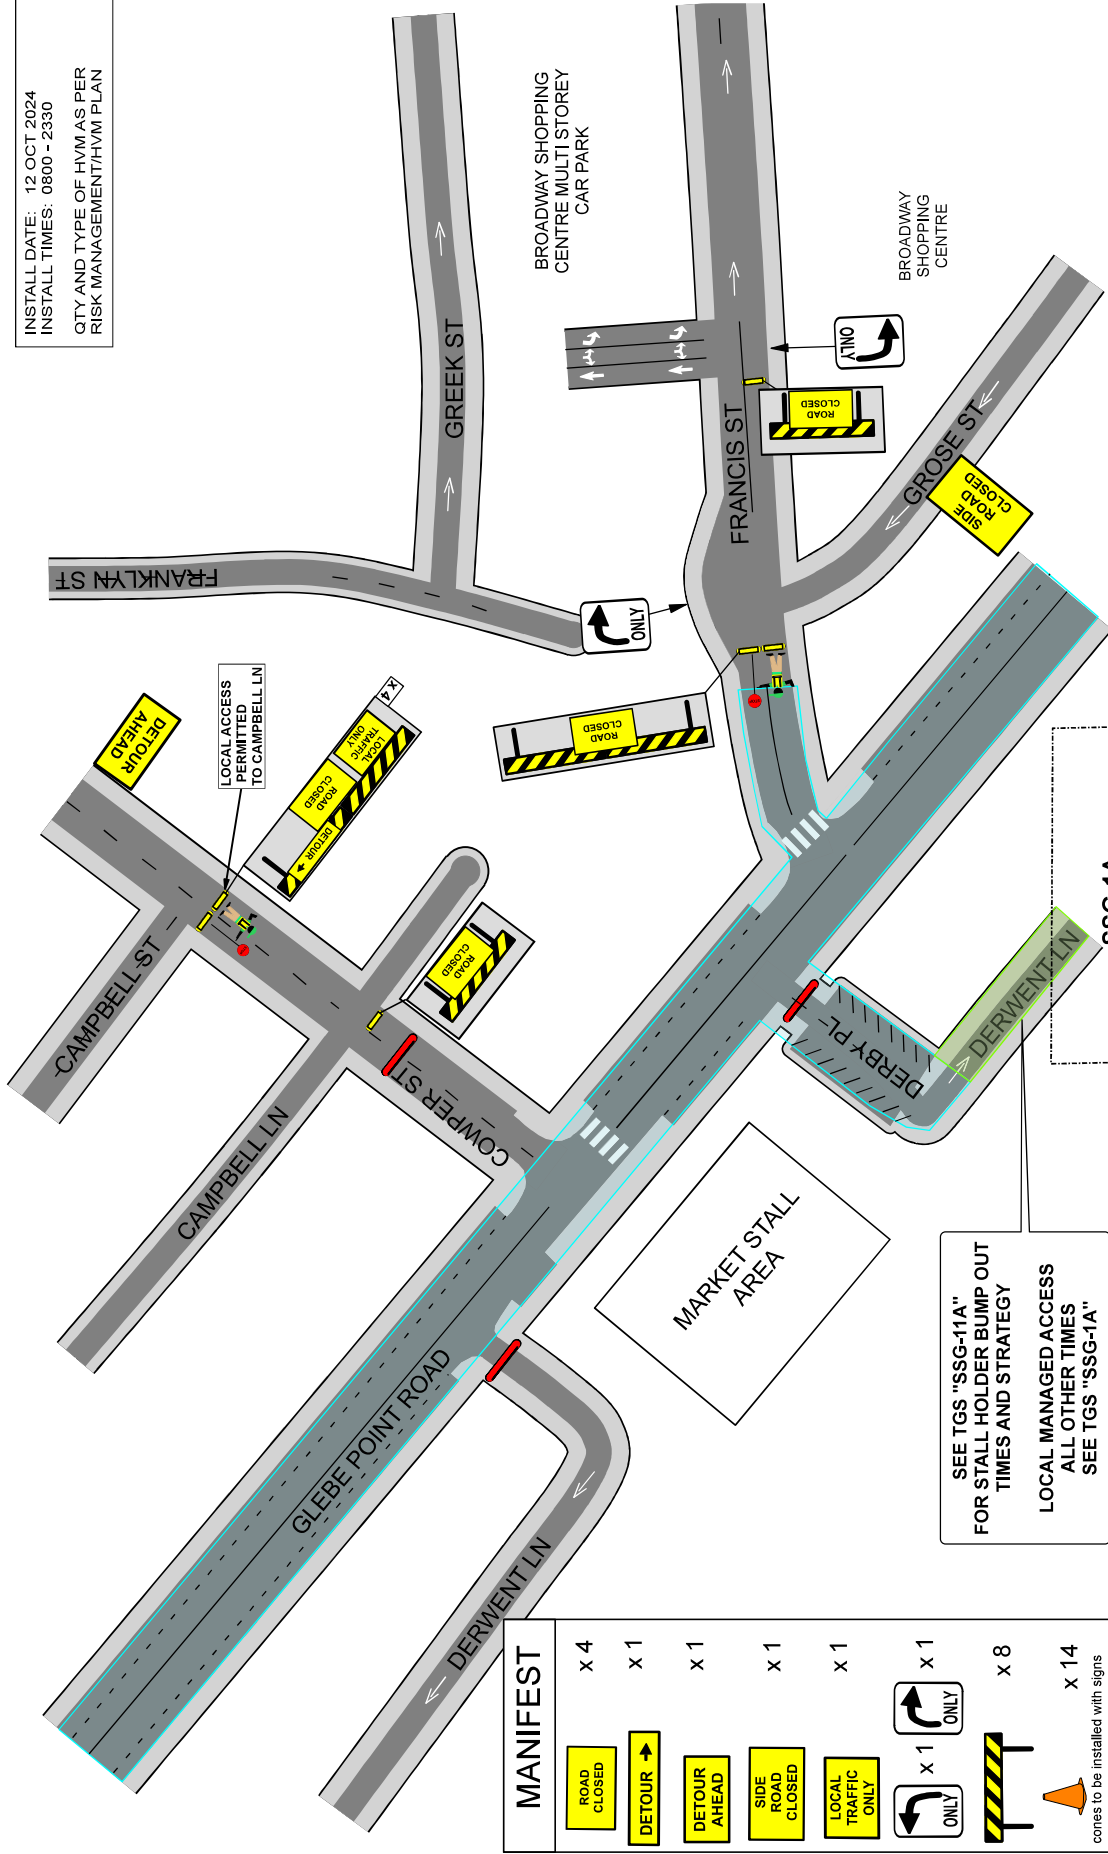 INSTALL DATE: 12 OCT 2024
INSTALL TIMES: 0800 - 2330
QTY AND TYPE OF HVM AS PER
RISK MANAGEMENT/HVM PLAN
GREEK ST
FRANKLYN ST
BROADWAY SHOPPING
CENTRE MULTI STOREY
CAR PARK
BROADWAY
SHOPPING
CENTRE
ONLY
ROAD
CLOSED
FRANCIS ST
GROSE ST
SIDE
ROAD
CLOSED
ONLY
ROAD
CLOSED
DETOUR
AHEAD
LOCAL ACCESS
PERMITTED
TO CAMPBELL LN
x 4
LOCAL
TRAFFIC
ONLY
ROAD
CLOSED
DETOUR
ROAD
CLOSED
CAMPBELL ST
CAMPBELL LN
COWPER ST
GLEBE POINT ROAD
DERWENT LN
DERBY PL
DERWENT LN
MARKET STALL
AREA
SEE TGS "SSG-11A"
FOR STALL HOLDER BUMP OUT
TIMES AND STRATEGY
LOCAL MANAGED ACCESS
ALL OTHER TIMES
SEE TGS "SSG-1A"
MANIFEST
ROAD
CLOSED
x 4
DETOUR
x 1
DETOUR
AHEAD
x 1
SIDE
ROAD
CLOSED
x 1
LOCAL
TRAFFIC
ONLY
x 1
ONLY
x 1
ONLY
x 1
x 8
x 14
cones to be installed with signs